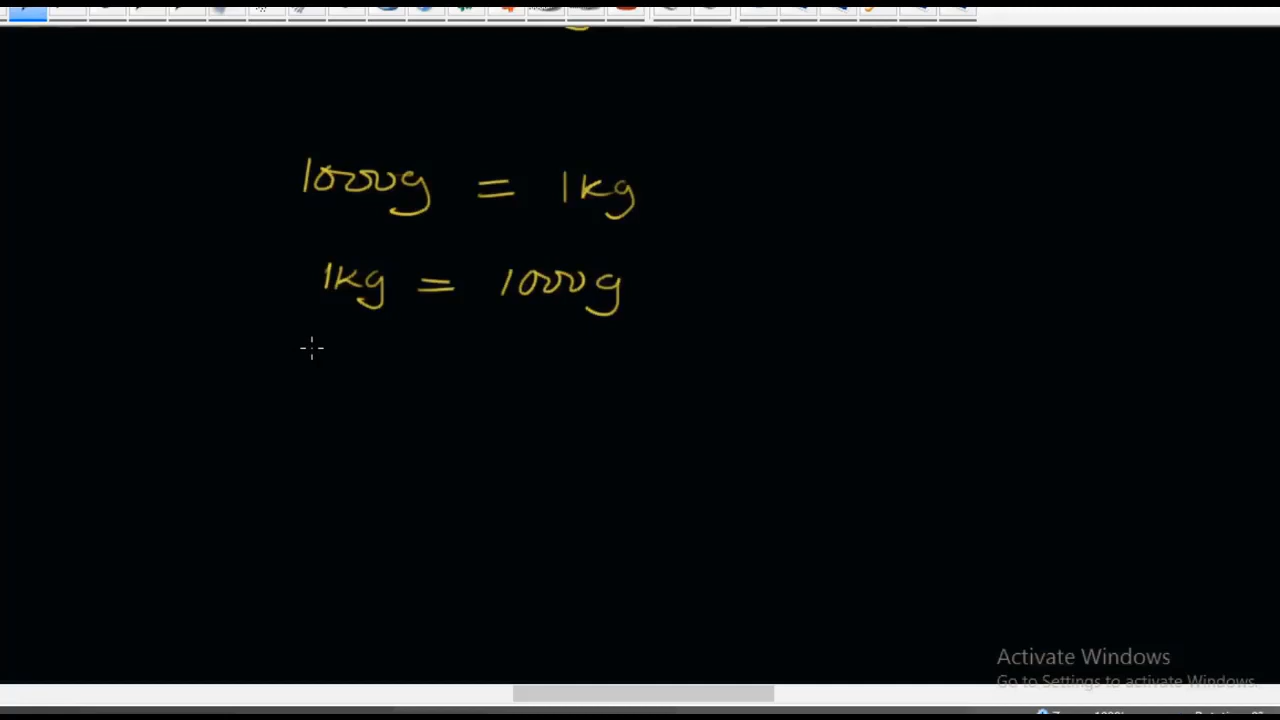 1000g = 1kg
1kg = 1000g
Activate Windows
Go to Settings to activate Windows.